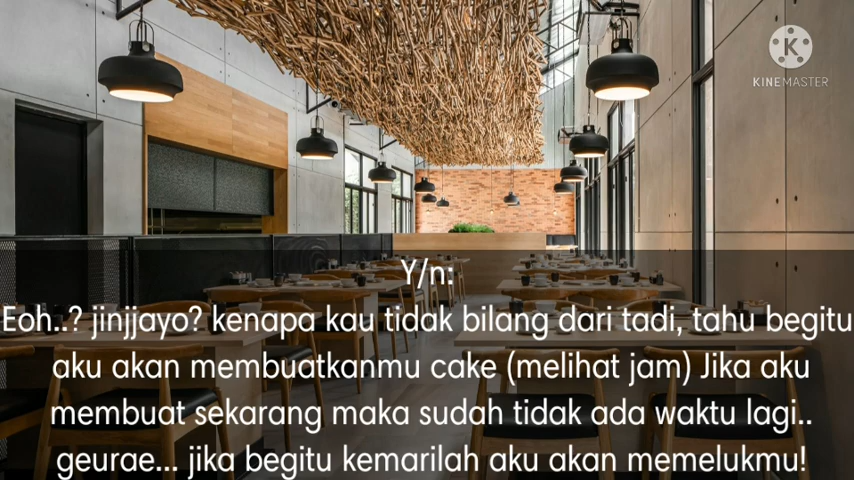 K
KINEMASTER
Y/n:
Eoh..? jinjjayo? kenapa kau tidak bilang dari tadi, tahu begitu
aku akan membuatkanmu cake (melihat jam) Jika aku
membuat sekarang maka sudah tidak ada waktu lagi..
geurae... jika begitu kemarilah aku akan memelukmu!